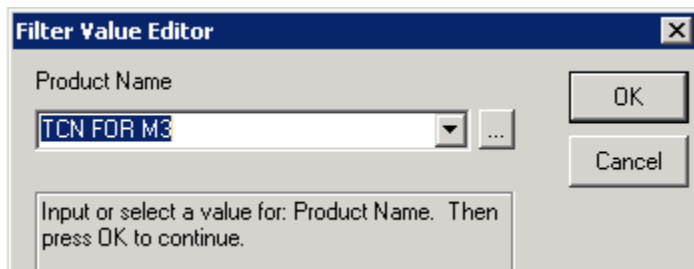 Filter Value Editor
Product Name
TCN FOR M3
...
OK
Cancel
Input or select a value for: Product Name. Then
press OK to continue.